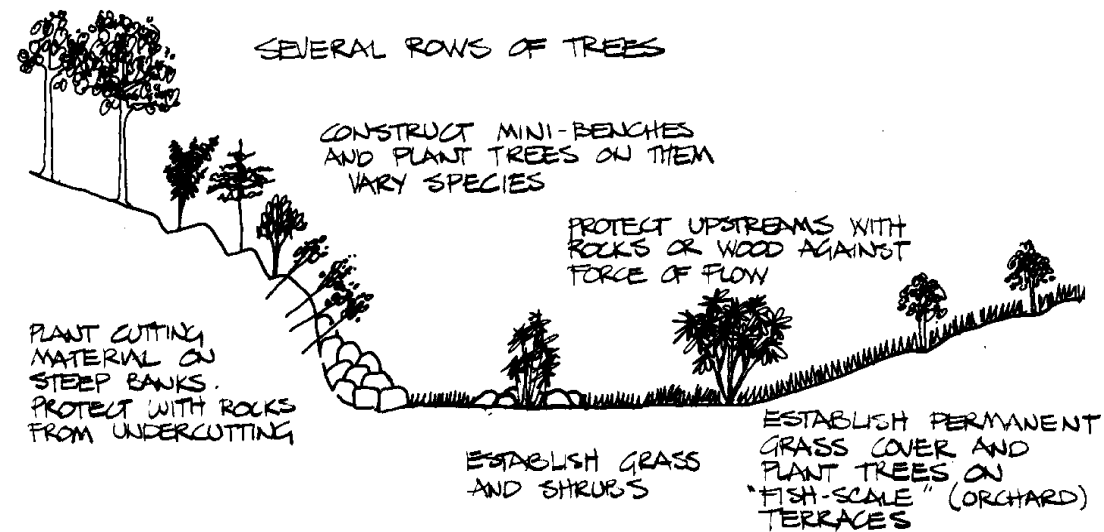 SEVERAL ROWS OF TREES
CONSTRUCT MINI-BENCHES
AND PLANT TREES ON THEM
VARY SPECIES
PROTECT UPSTREAMS WITH
ROCKS OR WOOD AGAINST
FORCE OF FLOW
PLANT CUTTING
MATERIAL ON
STEEP BANKS.
PROTECT WITH ROCKS
FROM UNDERCUTTING
ESTABLISH GRASS
AND SHRUBS
ESTABLISH PERMANENT
GRASS COVER AND
PLANT TREES ON
"FISH-SCALE" (ORCHARD)
TERRACES